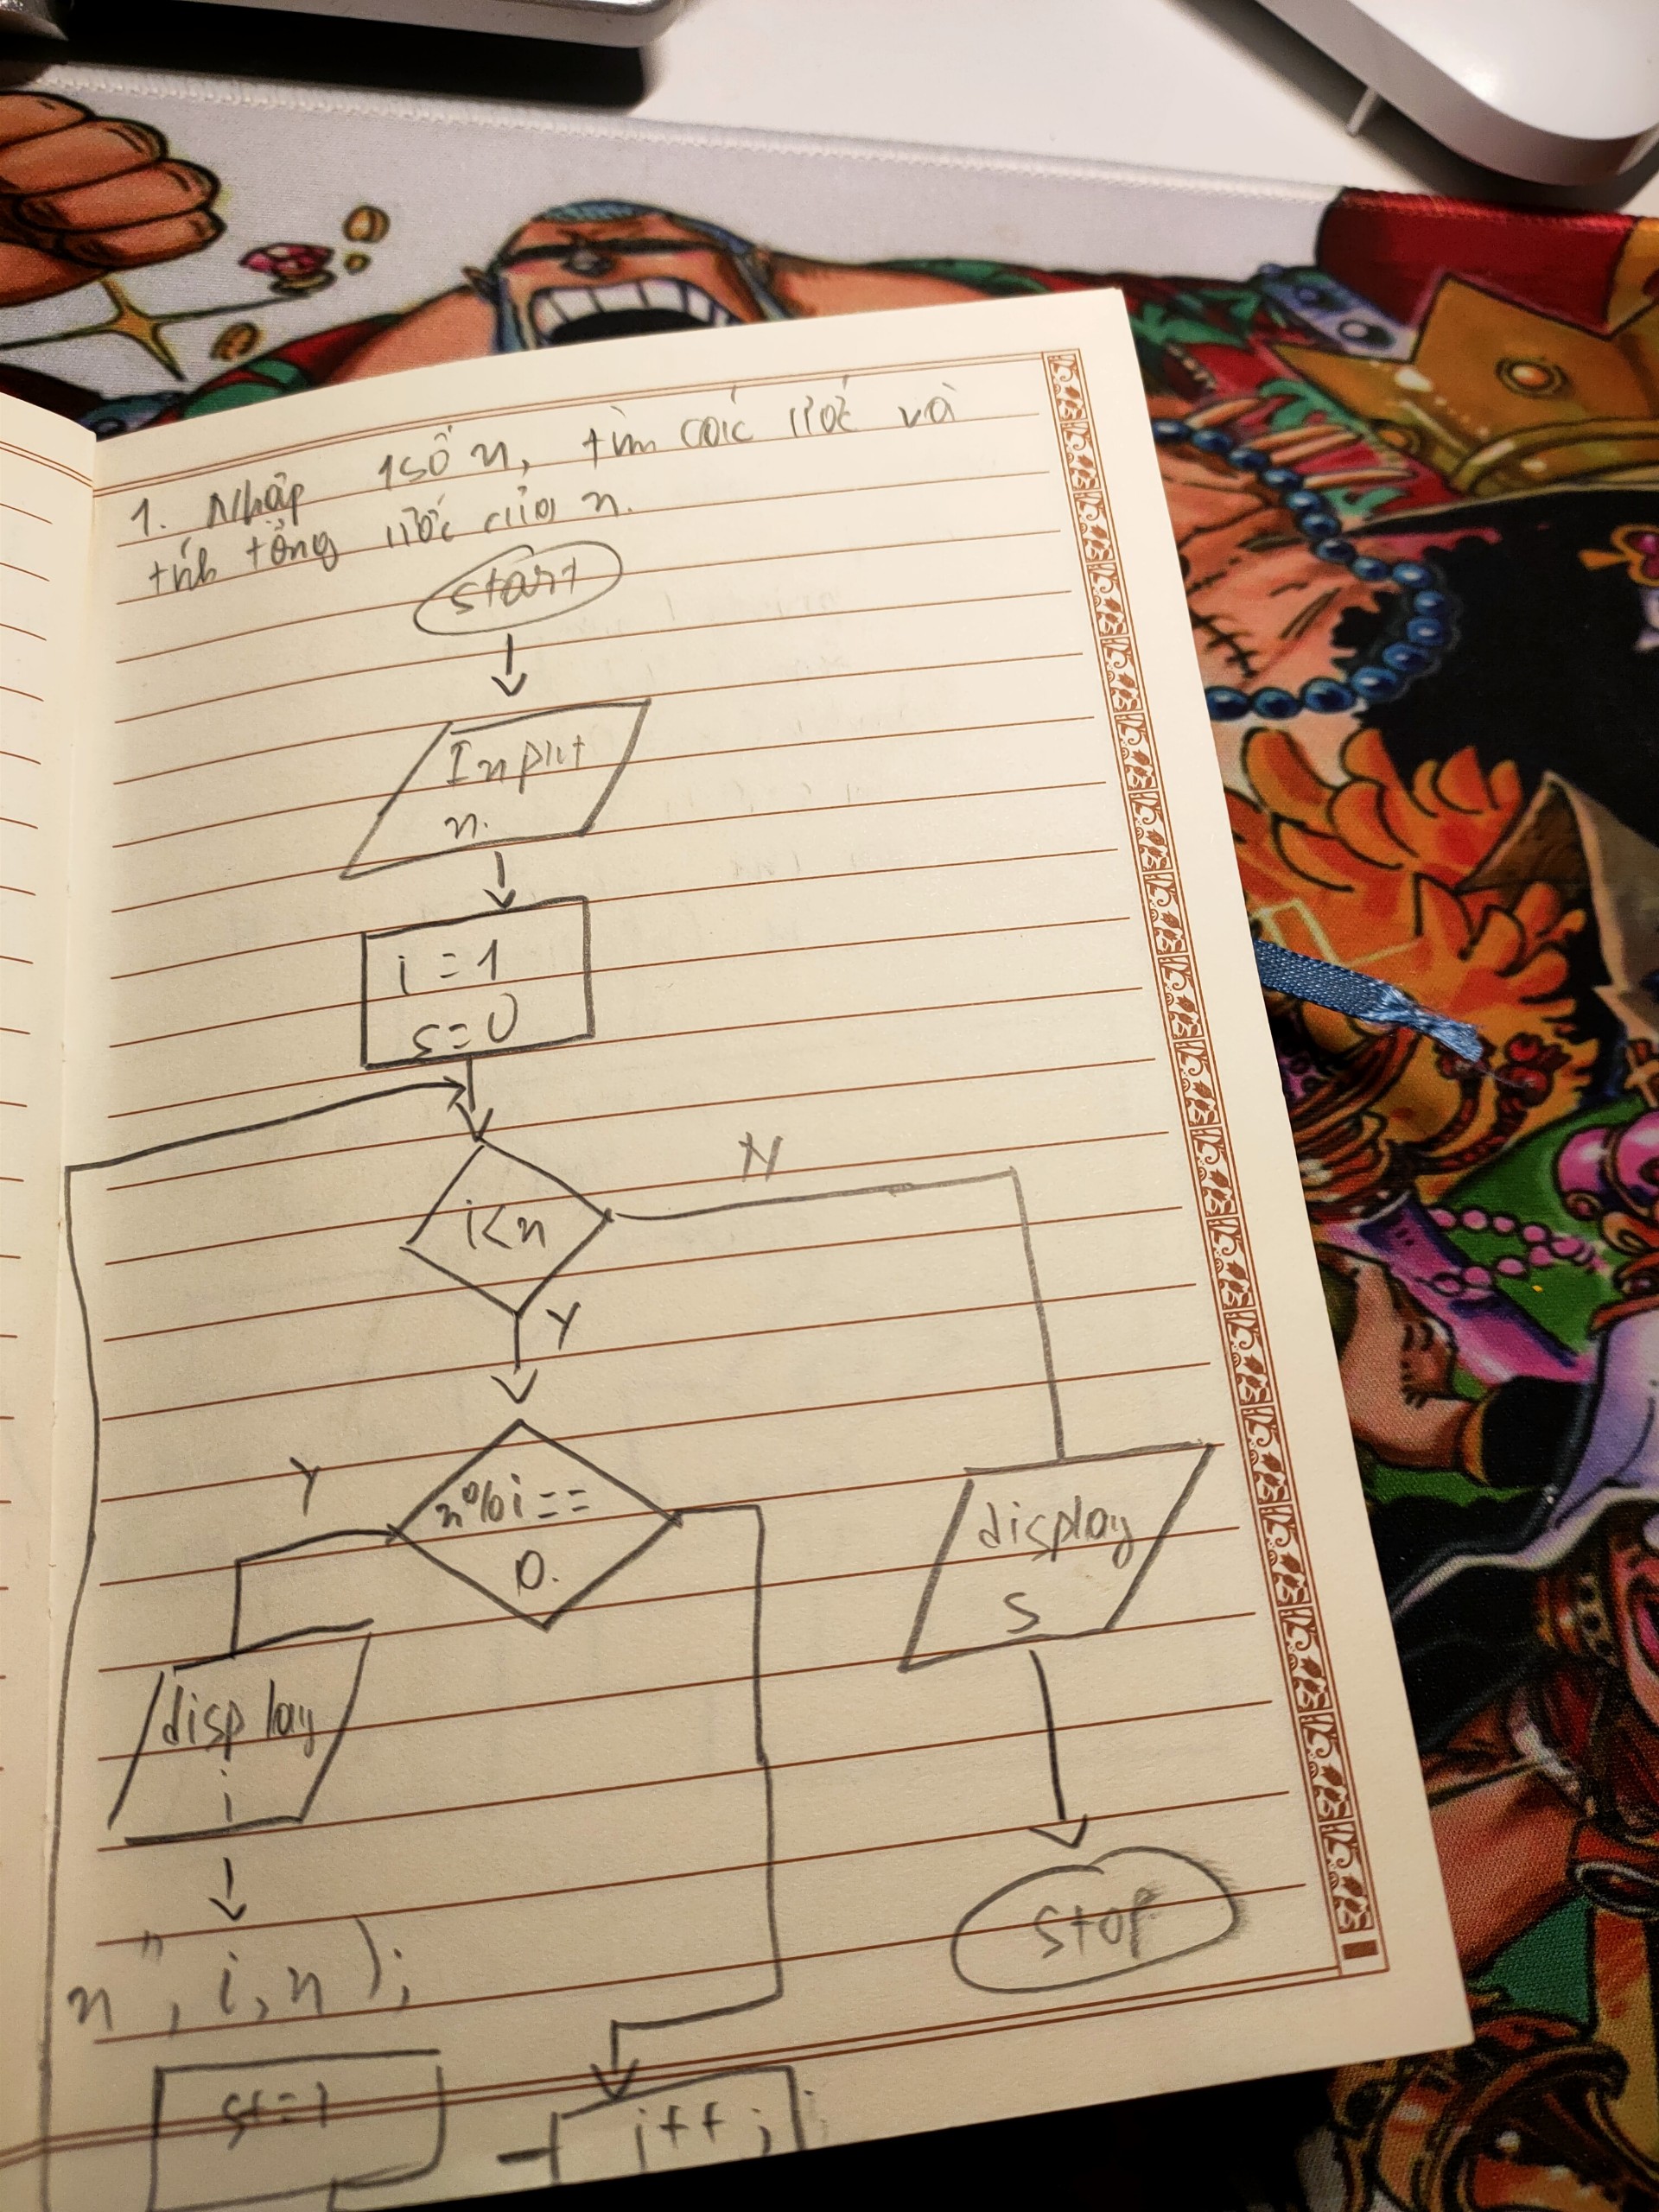 1. Nhập 1 số n, tìm các ước và
tính tổng ước của n.
start
Input
n.
i = 1
s = 0
i < n
N
Y
n % i ==
0.
Y
display
i
display
s
stop
n", i, n);
s+=i
i++;